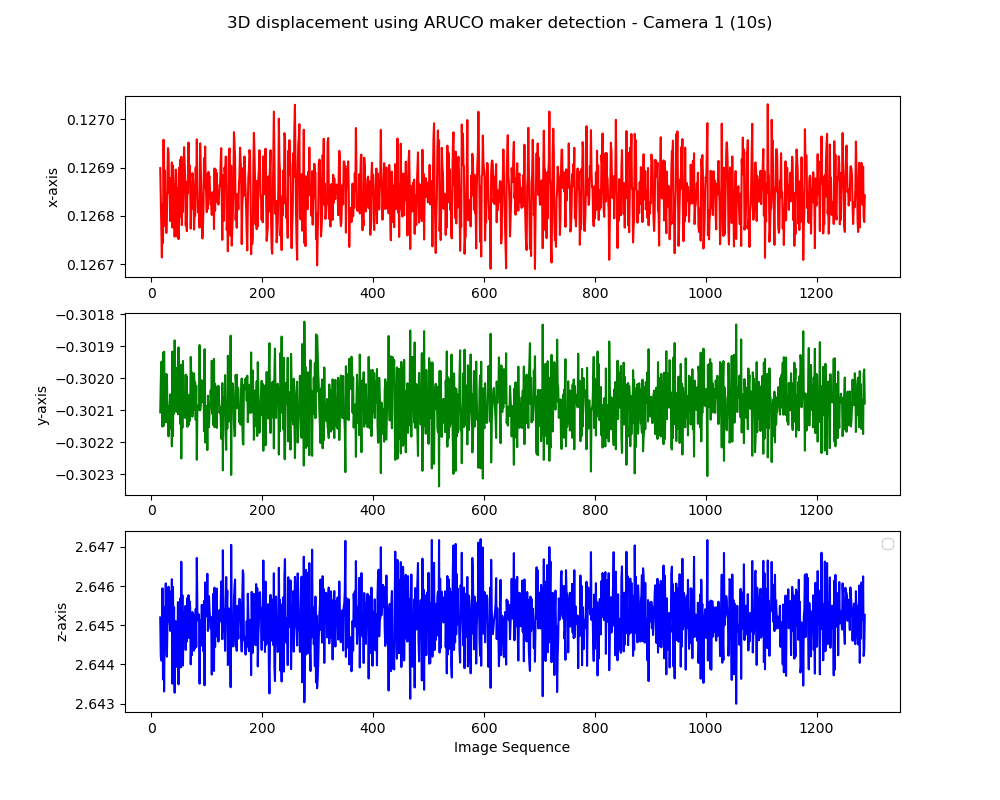 3D displacement using ARUCO maker detection - Camera 1 (10s)
0.1270
0.1269
0.1268
0.1267
x-axis
0 200 400 600 800 1000 1200
−0.3018
−0.3019
−0.3020
−0.3021
−0.3022
−0.3023
y-axis
0 200 400 600 800 1000 1200
2.647
2.646
2.645
2.644
2.643
z-axis
0 200 400 600 800 1000 1200
Image Sequence